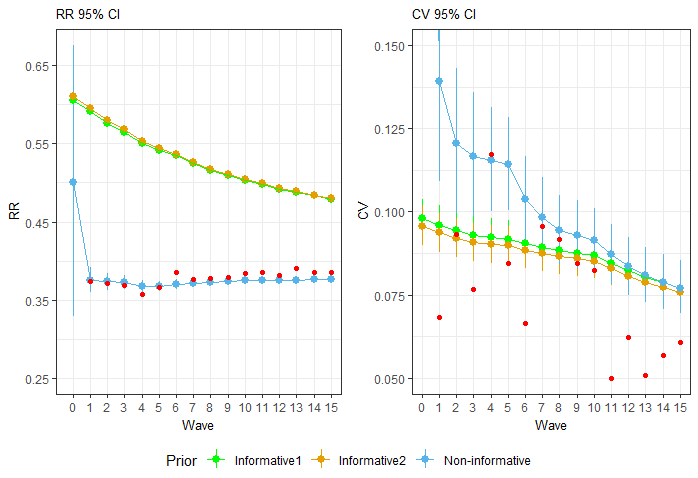 RR 95% CI
0.65
0.55
0.45
0.35
0.25
RR
0 1 2 3 4 5 6 7 8 9 10 11 12 13 14 15
Wave
CV 95% CI
0.150
0.125
0.100
0.075
0.050
CV
0 1 2 3 4 5 6 7 8 9 10 11 12 13 14 15
Wave
Prior Informative1 Informative2 Non-informative